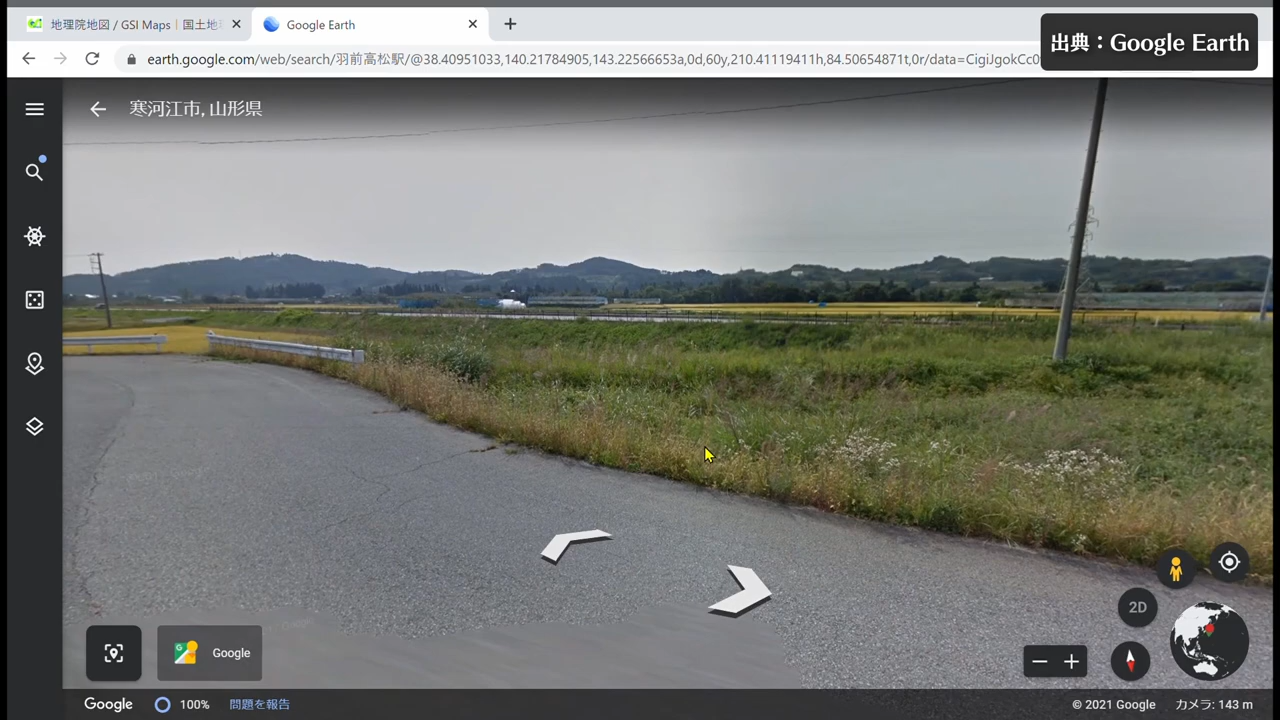 地理院地図 / GSI Maps｜国土地
Google Earth
出典：Google Earth
earth.google.com/web/search/羽前高松駅/@38.40951033,140.21784905,143.22566653a,0d,60y,210.41119411h,84.50654871t,0r/data=CigiJgokCc0
寒河江市, 山形県
2D
Google
Google
100%
問題を報告
© 2021 Google
カメラ: 143 m